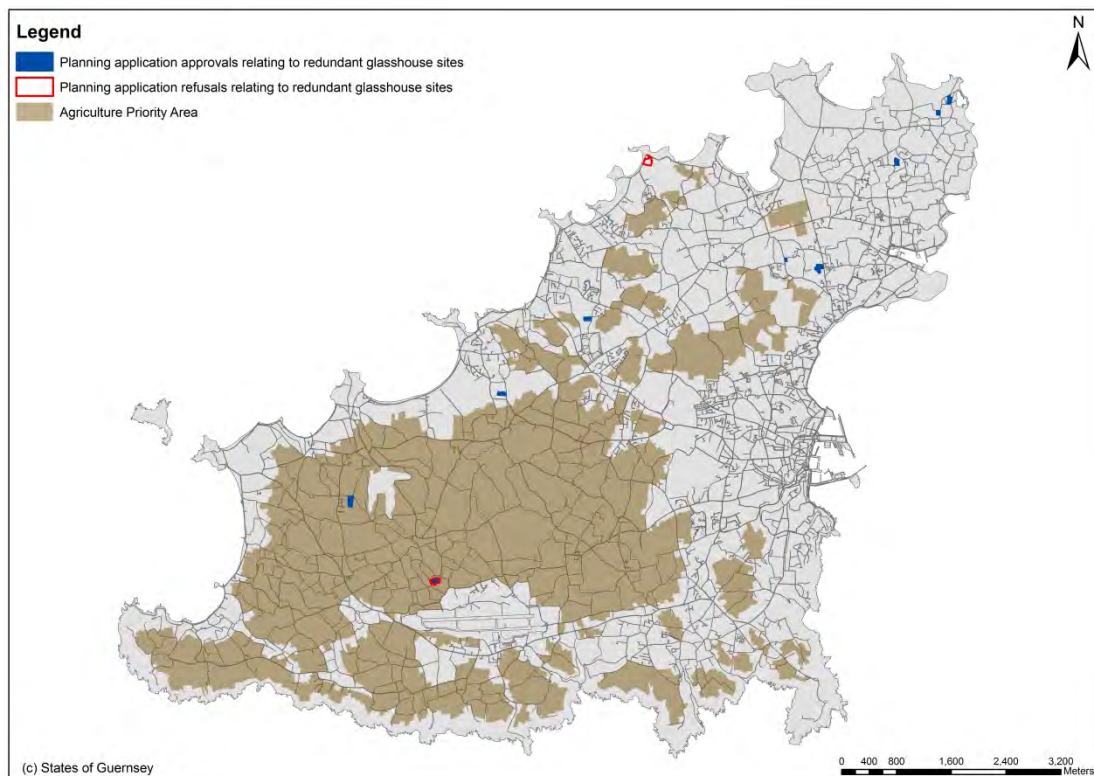 Legend
Planning application approvals relating to redundant glasshouse sites
Planning application refusals relating to redundant glasshouse sites
Agriculture Priority Area
N
(c) States of Guernsey
0 400 800 1,600 2,400 3,200
Meters